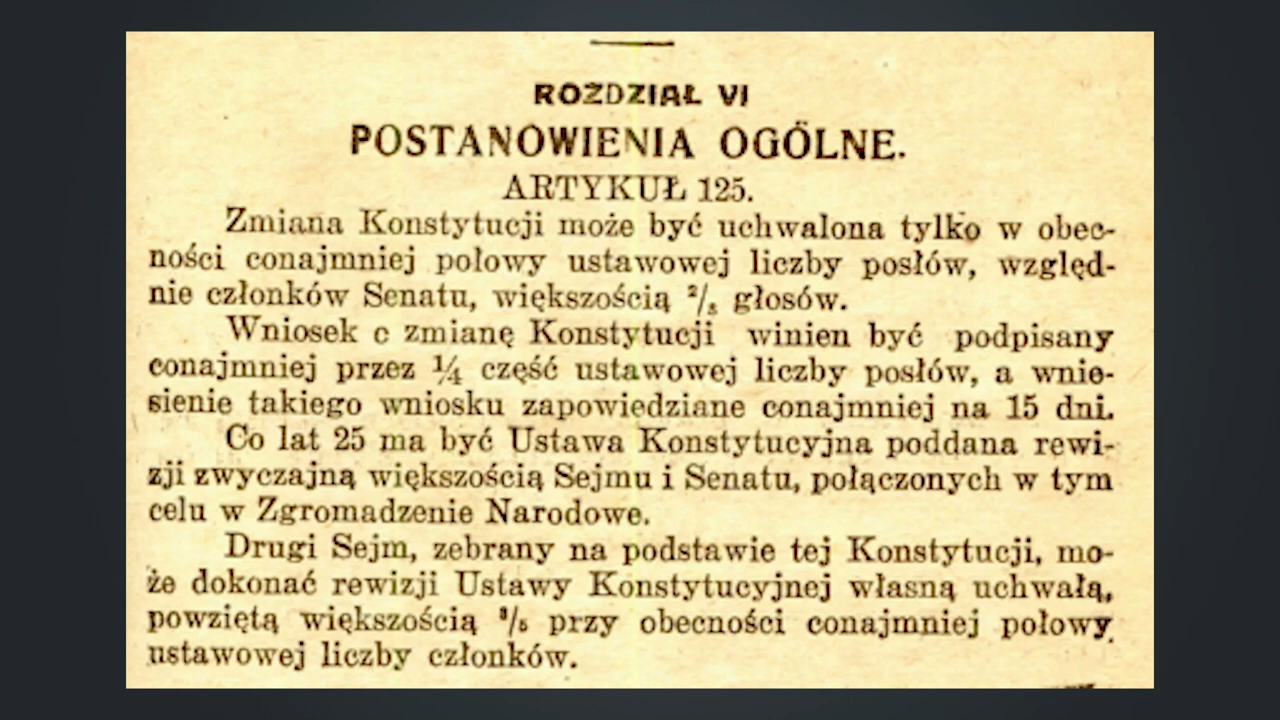 ROZDZIAŁ VI
POSTANOWIENIA OGÓLNE.
ARTYKUŁ 125.
Zmiana Konstytucji może być uchwalona tylko w obec-
ności conajmniej połowy ustawowej liczby posłów, względ-
nie członków Senatu, większością ²/₃ głosów.
Wniosek o zmianę Konstytucji winien być podpisany
conajmniej przez ¼ część ustawowej liczby posłów, a wnie-
sienie takiego wniosku zapowiedziane conajmniej na 15 dni.
Co lat 25 ma być Ustawa Konstytucyjna poddana rewi-
zji zwyczajną większością Sejmu i Senatu, połączonych w tym
celu w Zgromadzenie Narodowe.
Drugi Sejm, zebrany na podstawie tej Konstytucji, mo-
że dokonać rewizji Ustawy Konstytucyjnej własną uchwałą,
powziętą większością ³/₅ przy obecności conajmniej połowy
ustawowej liczby członków.